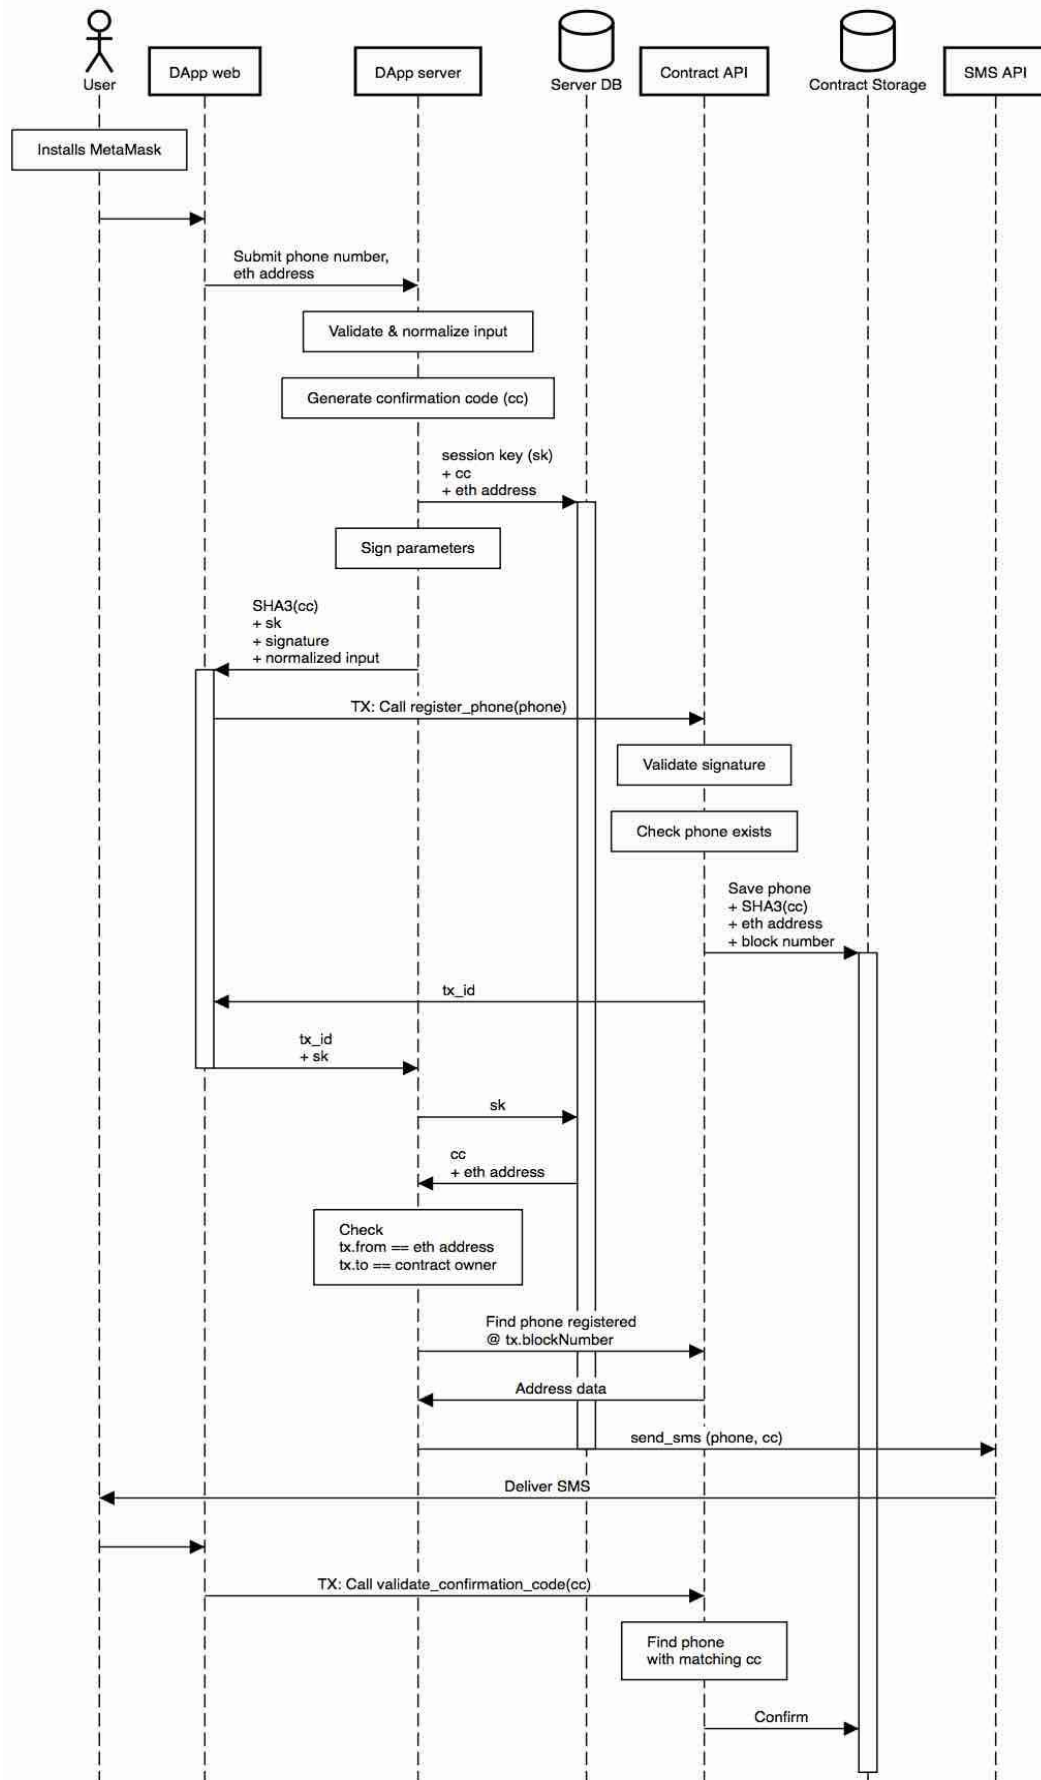 User
DApp web
DApp server
Server DB
Contract API
Contract Storage
SMS API
Installs MetaMask
Submit phone number,
eth address
Validate & normalize input
Generate confirmation code (cc)
session key (sk)
+ cc
+ eth address
Sign parameters
SHA3(cc)
+ sk
+ signature
+ normalized input
TX: Call register_phone(phone)
Validate signature
Check phone exists
Save phone
+ SHA3(cc)
+ eth address
+ block number
tx_id
tx_id
+ sk
sk
cc
+ eth address
Check
tx.from == eth address
tx.to == contract owner
Find phone registered
@ tx.blockNumber
Address data
send_sms (phone, cc)
Deliver SMS
TX: Call validate_confirmation_code(cc)
Find phone
with matching cc
Confirm